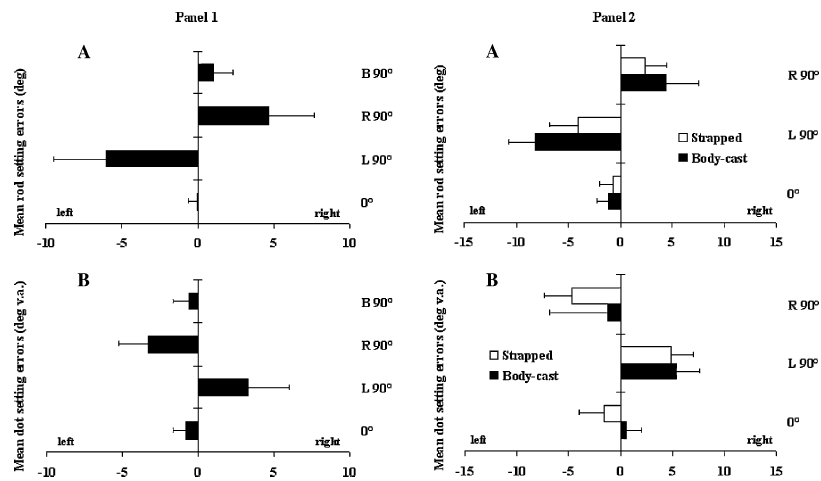 Panel 1
A
Mean rod setting errors (deg)
B 90°
R 90°
L 90°
0°
left
right
-10 -5 0 5 10
B
Mean dot setting errors (deg v.a.)
B 90°
R 90°
L 90°
0°
left
right
-10 -5 0 5 10
Panel 2
A
Mean rod setting errors (deg)
R 90°
L 90°
Strapped
Body-cast
0°
left
right
-15 -10 -5 0 5 10 15
B
Mean dot setting errors (deg v.a.)
R 90°
Strapped
Body-cast
L 90°
0°
left
right
-15 -10 -5 0 5 10 15